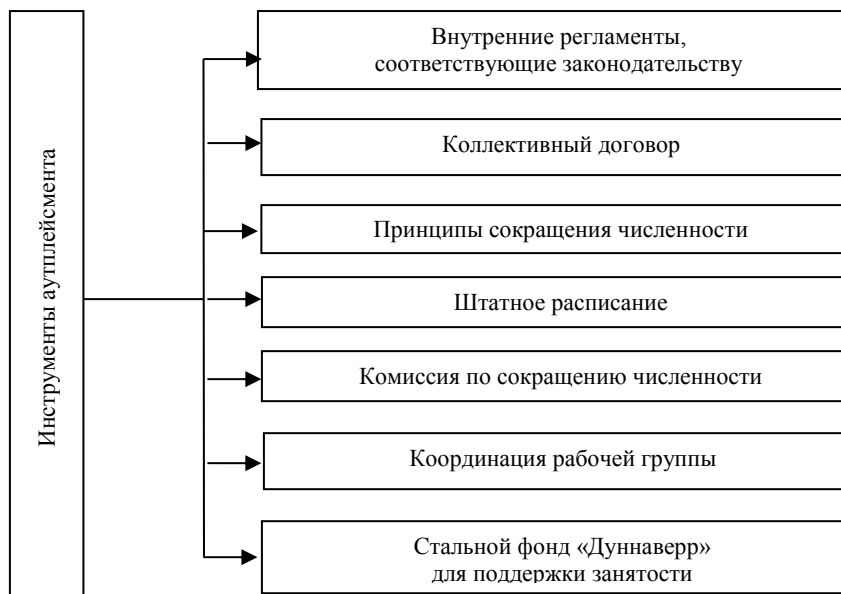 Инструменты аутплейсмента
Внутренние регламенты,
соответствующие законодательству
Коллективный договор
Принципы сокращения численности
Штатное расписание
Комиссия по сокращению численности
Координация рабочей группы
Стальной фонд «Дуннаверр»
для поддержки занятости